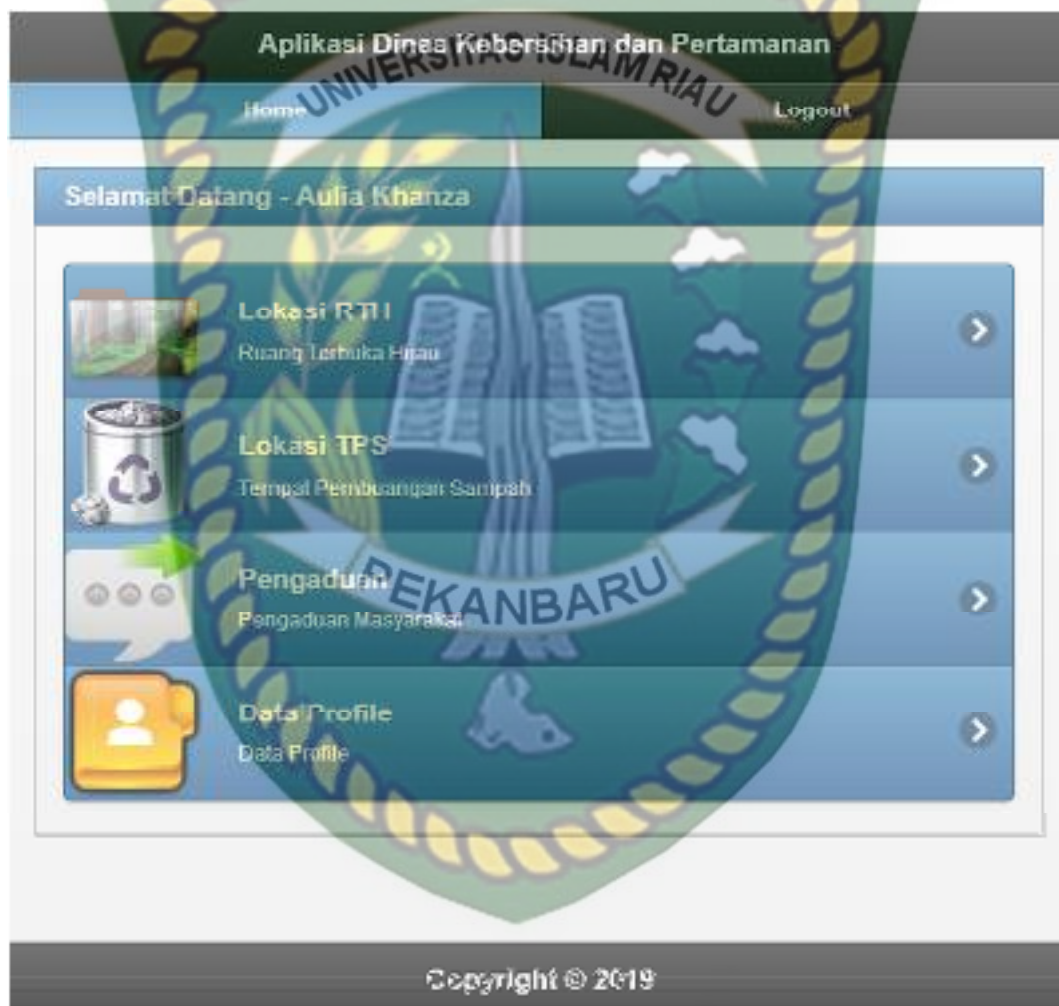 Aplikasi Dinas Kebersihan dan Pertamanan
UNIVERSITAS ISLAM RIAU
Home
Logout
Selamat Datang - Aulia Khanza
Lokasi RTH
Ruang Terbuka Hijau
Lokasi TPS
Tempat Pembuangan Sampah
Pengaduan
Pengaduan Masyarakat
PEKANBARU
Data Profile
Data Profile
Copyright © 2019